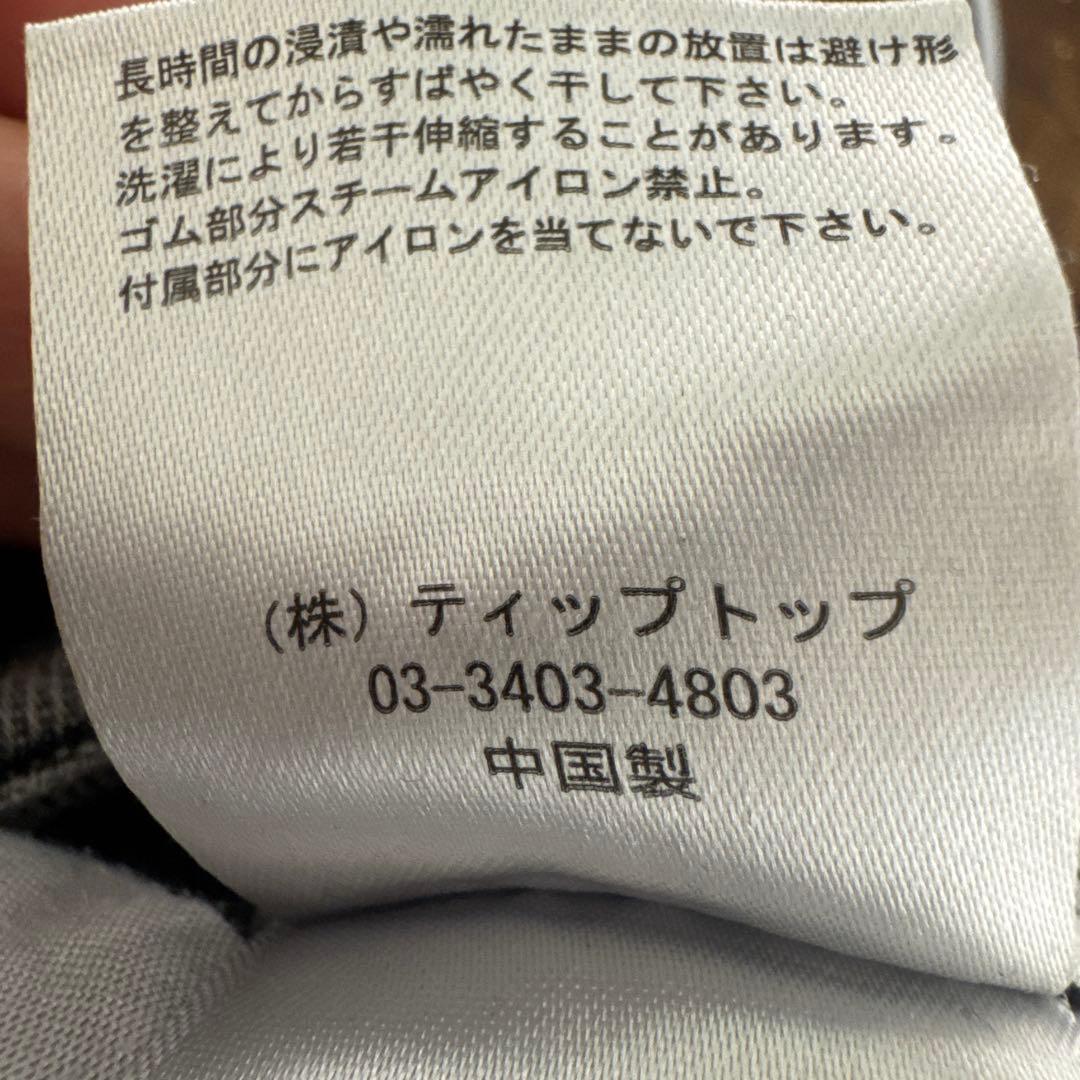 長時間の浸漬や濡れたままの放置は避け形
を整えてからすばやく干して下さい。
洗濯により若干伸縮することがあります。
ゴム部分スチームアイロン禁止。
付属部分にアイロンを当てないで下さい。
(株)ティップトップ
03-3403-4803
中国製